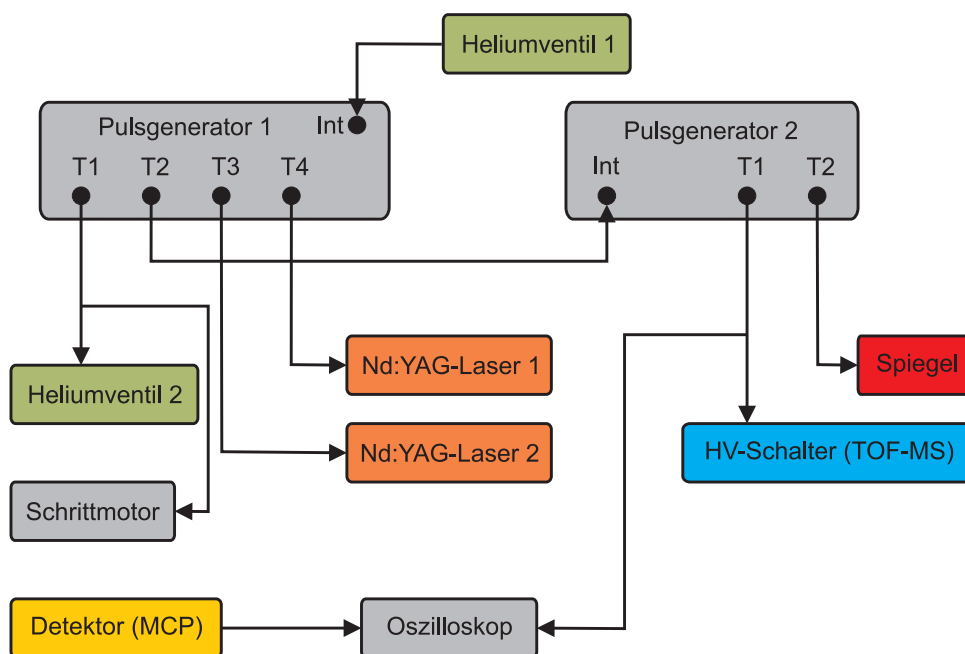 Heliumventil 1
Pulsgenerator 1
Int
T1 T2 T3 T4
Pulsgenerator 2
Int T1 T2
Nd:YAG-Laser 1
Spiegel
Heliumventil 2
Nd:YAG-Laser 2
HV-Schalter (TOF-MS)
Schrittmotor
Detektor (MCP)
Oszilloskop